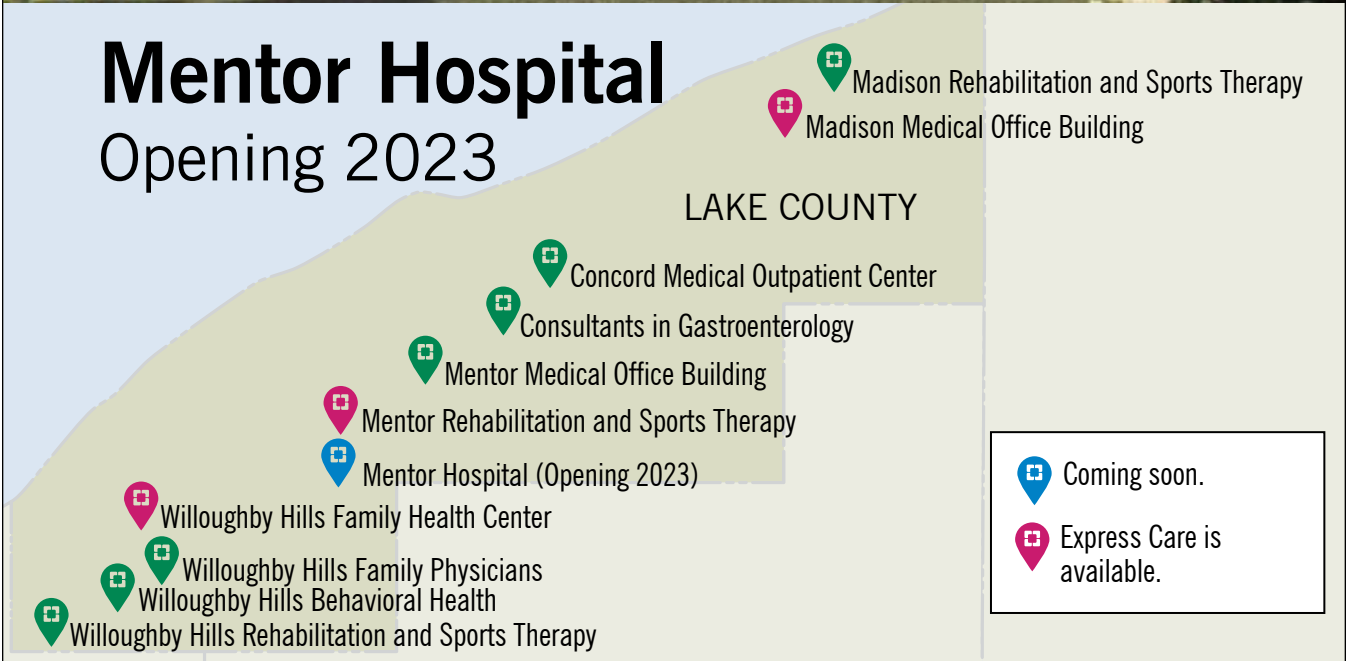 Mentor Hospital
Opening 2023
Madison Rehabilitation and Sports Therapy
Madison Medical Office Building
LAKE COUNTY
Concord Medical Outpatient Center
Consultants in Gastroenterology
Mentor Medical Office Building
Mentor Rehabilitation and Sports Therapy
Mentor Hospital (Opening 2023)
Willoughby Hills Family Health Center
Willoughby Hills Family Physicians
Willoughby Hills Behavioral Health
Willoughby Hills Rehabilitation and Sports Therapy
Coming soon.
Express Care is
available.